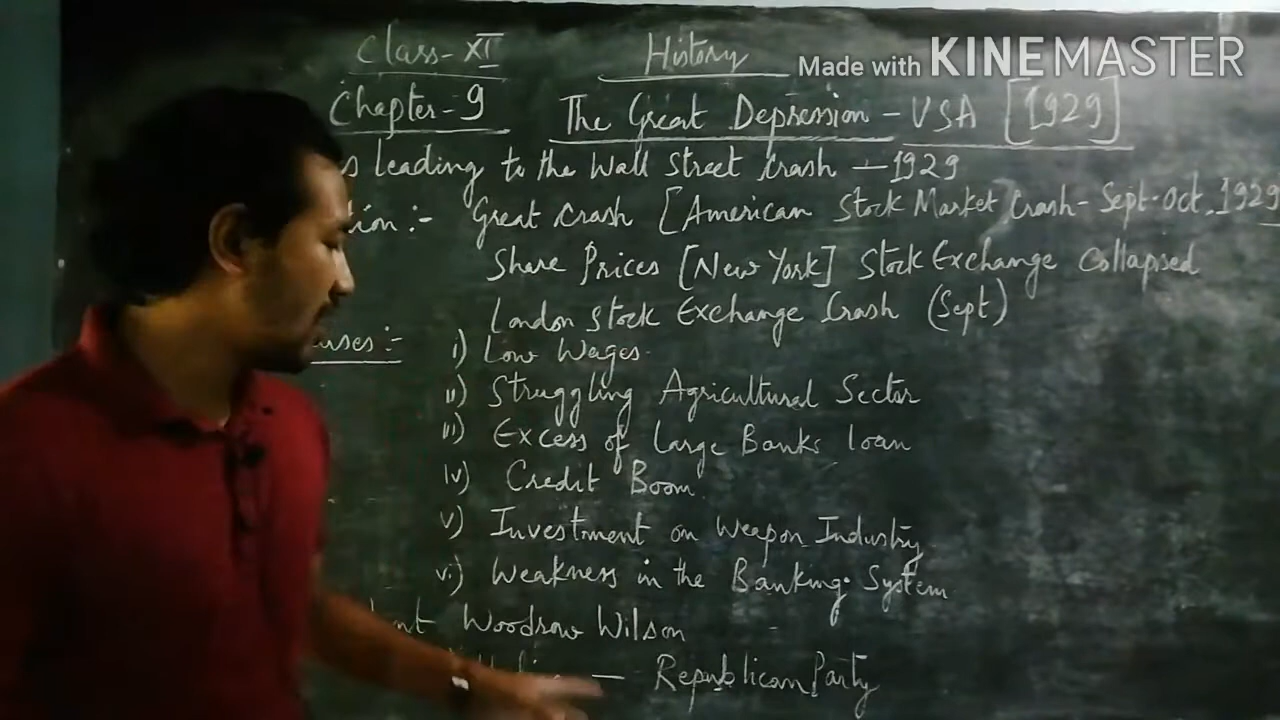 Class-XI History
Made with KINEMASTER
Chapter-9 The Great Depression - USA [1929]
s leading to the Wall Street Crash - 1929
tion :- Great Crash [American Stock Market Crash - Sept-Oct, 1929
Share Prices [New York] Stock Exchange Collapsed
London Stock Exchange Crash (Sept)
uses :- i) Low Wages
ii) Struggling Agricultural Sector
iii) Excess of Large Banks loan
iv) Credit Boom
v) Investment on Weapon Industry
vi) Weakness in the Banking System
nt Woodrow Wilson
— Republican Party